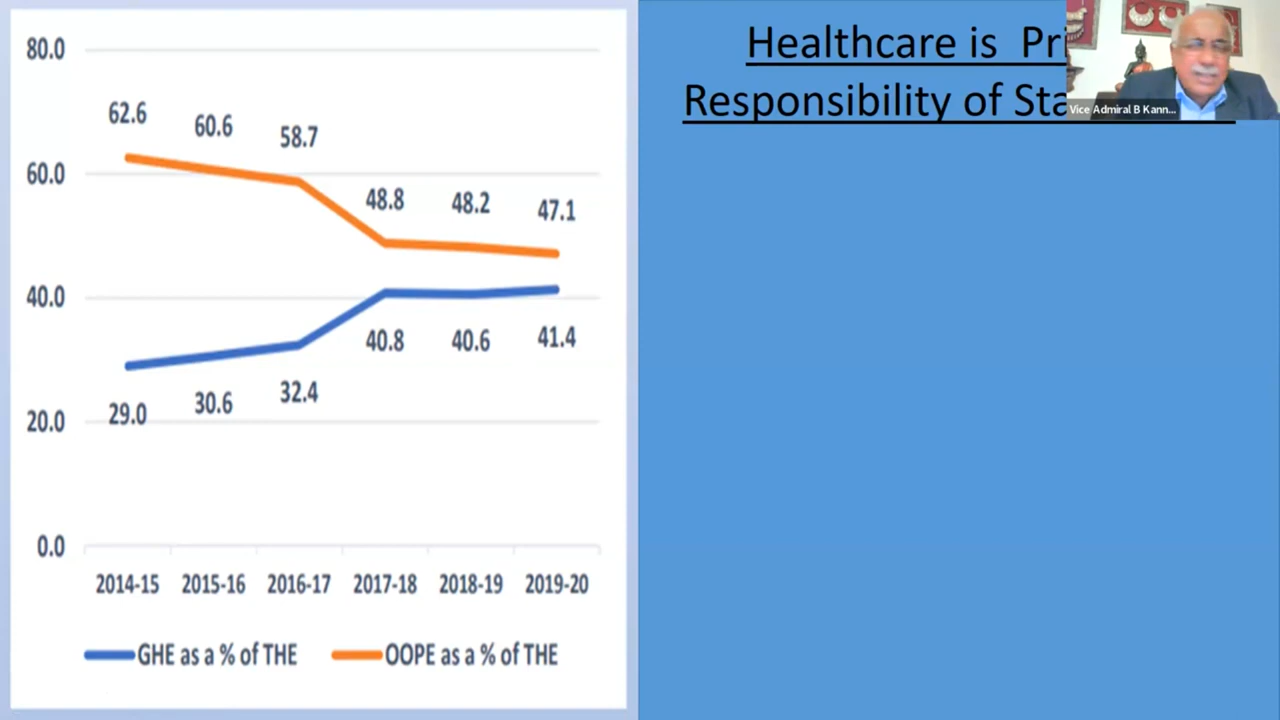 80.0
60.0
40.0
20.0
0.0
62.6 60.6 58.7 48.8 48.2 47.1
29.0 30.6 32.4 40.8 40.6 41.4
2014-15 2015-16 2016-17 2017-18 2018-19 2019-20
GHE as a % of THE OOPE as a % of THE
Healthcare is
Responsibility of
Vice Admiral B Kann...